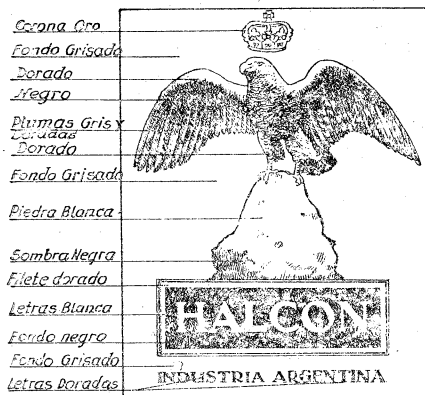 Corona Oro
Fondo Grisado
Dorado
Negro
Plumas Gris y
Doradas
Dorado
Fondo Grisado
Piedra Blanca
Sombra Negra
Filete dorado
Letras Blanca
Fondo negro
Fondo Grisado
Letras Doradas
HALCON
INDUSTRIA ARGENTINA